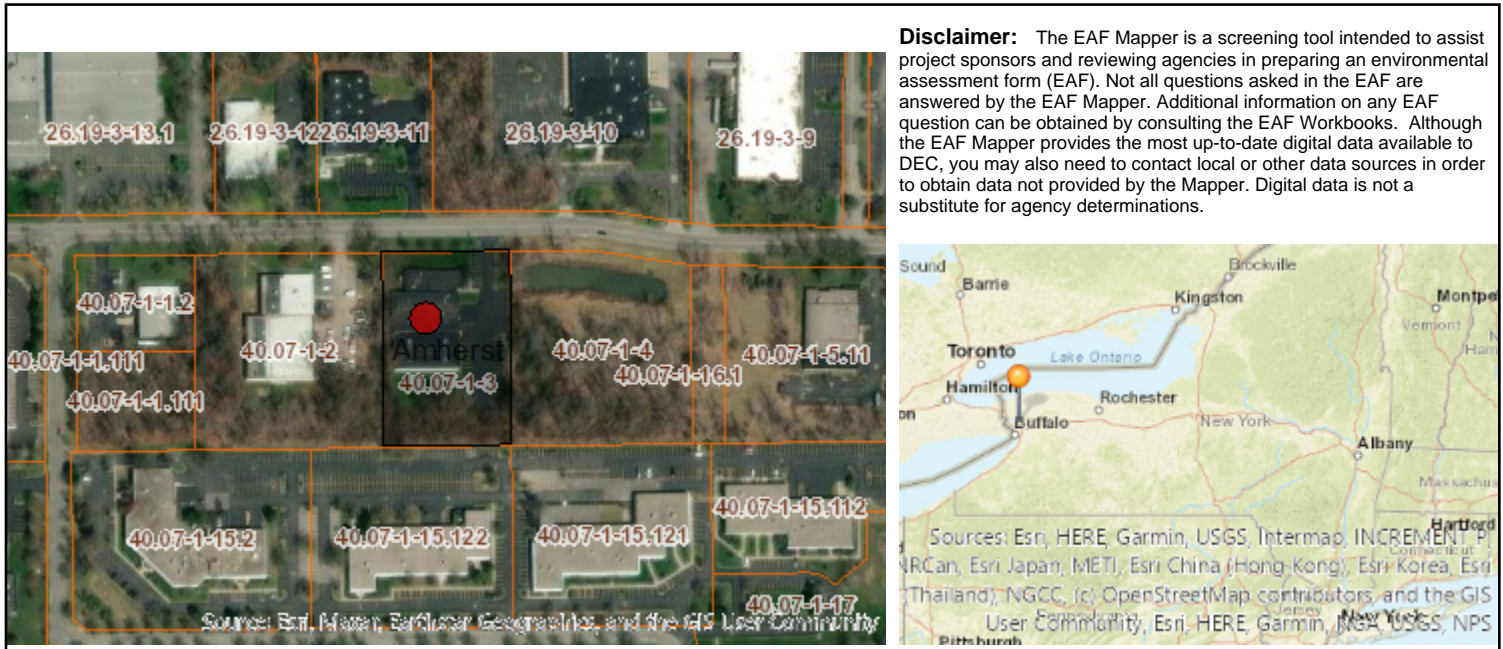 Disclaimer: The EAF Mapper is a screening tool intended to assist
project sponsors and reviewing agencies in preparing an environmental
assessment form (EAF). Not all questions asked in the EAF are
answered by the EAF Mapper. Additional information on any EAF
question can be obtained by consulting the EAF Workbooks. Although
the EAF Mapper provides the most up-to-date digital data available to
DEC, you may also need to contact local or other data sources in order
to obtain data not provided by the Mapper. Digital data is not a
substitute for agency determinations.
26.19-3-13.1
26.19-3-12
26.19-3-11
26.19-3-10
26.19-3-9
40.07-1-1.2
40.07-1-2
Amherst
40.07-1-3
40.07-1-4
40.07-1-16.1
40.07-1-5.11
40.07-1-1.111
40.07-1-1.111
40.07-1-15.2
40.07-1-15.122
40.07-1-15.121
40.07-1-15.112
40.07-1-17
Source: Esri, Maxar, Earthstar Geographics, and the GIS User Community
Sound
Barrie
Brockville
Kingston
Montpel
Vermont
Ham
Toronto
Lake Ontario
Hamilton
Rochester
on
Buffalo
New York
Albany
Massachus
Hartford
Connecticut
Sources: Esri, HERE, Garmin, USGS, Intermap, INCREMENT P,
NRCan, Esri Japan, METI, Esri China (Hong Kong), Esri Korea, Esri
(Thailand), NGCC, (c) OpenStreetMap contributors, and the GIS
User Community, Esri, HERE, Garmin, NGA, USGS, NPS
Pennsylvania
Jersey
New York
Pittsburgh